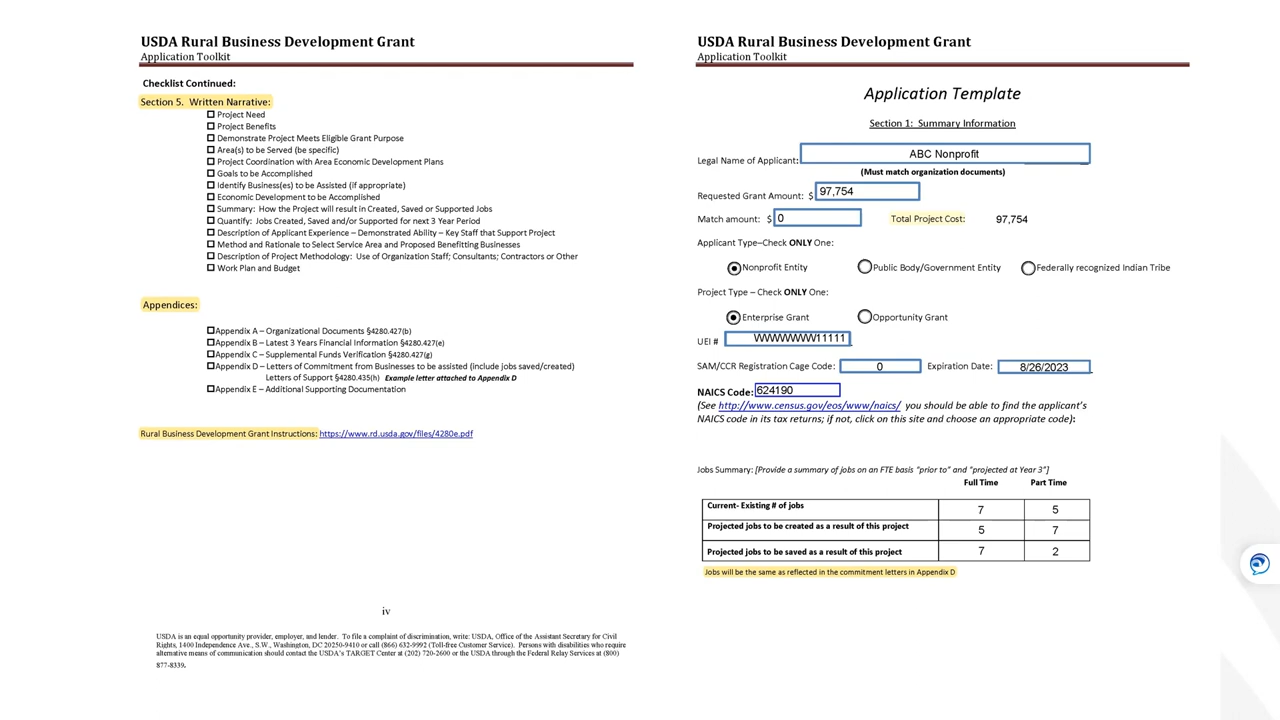 USDA Rural Business Development Grant
Application Toolkit
Checklist Continued:
Section 5. Written Narrative:
Project Need
Project Benefits
Demonstrate Project Meets Eligible Grant Purpose
Area(s) to be Served (be specific)
Project Coordination with Area Economic Development Plans
Goals to be Accomplished
Identify Business(es) to be Assisted (if appropriate)
Economic Development to be Accomplished
Summary: How the Project will result in Created, Saved or Supported Jobs
Quantify: Jobs Created, Saved and/or Supported for next 3 Year Period
Description of Applicant Experience – Demonstrated Ability – Key Staff that Support Project
Method and Rationale to Select Service Area and Proposed Benefitting Businesses
Description of Project Methodology: Use of Organization Staff; Consultants; Contractors or Other
Work Plan and Budget
Appendices:
Appendix A – Organizational Documents §4280.427(b)
Appendix B – Latest 3 Years Financial Information §4280.427(e)
Appendix C – Supplemental Funds Verification §4280.427(g)
Appendix D – Letters of Commitment from Businesses to be assisted (include jobs saved/created)
Letters of Support §4280.435(h) Example letter attached to Appendix D
Appendix E – Additional Supporting Documentation
Rural Business Development Grant Instructions: https://www.rd.usda.gov/files/4280e.pdf
iv
USDA is an equal opportunity provider, employer, and lender. To file a complaint of discrimination, write: USDA, Office of the Assistant Secretary for Civil
Rights, 1400 Independence Ave., S.W., Washington, DC 20250-9410 or call (866) 632-9992 (Toll-free Customer Service). Persons with disabilities who require
alternative means of communication should contact the USDA's TARGET Center at (202) 720-2600 or the USDA through the Federal Relay Services at (800)
877-8339.
USDA Rural Business Development Grant
Application Toolkit
Application Template
Section 1: Summary Information
Legal Name of Applicant: ABC Nonprofit
(Must match organization documents)
Requested Grant Amount: $ 97,754
Match amount: $ 0 Total Project Cost: 97,754
Applicant Type–Check ONLY One:
Nonprofit Entity Public Body/Government Entity Federally recognized Indian Tribe
Project Type – Check ONLY One:
Enterprise Grant Opportunity Grant
UEI # WWWWWWW11111
SAM/CCR Registration Cage Code: 0 Expiration Date: 8/26/2023
NAICS Code: 624190
(See http://www.census.gov/eos/www/naics/ you should be able to find the applicant's
NAICS code in its tax returns; if not, click on this site and choose an appropriate code):
Jobs Summary: [Provide a summary of jobs on an FTE basis "prior to" and "projected at Year 3"]
Full Time Part Time
Current- Existing # of jobs 7 5
Projected jobs to be created as a result of this project 5 7
Projected jobs to be saved as a result of this project 7 2
Jobs will be the same as reflected in the commitment letters in Appendix D